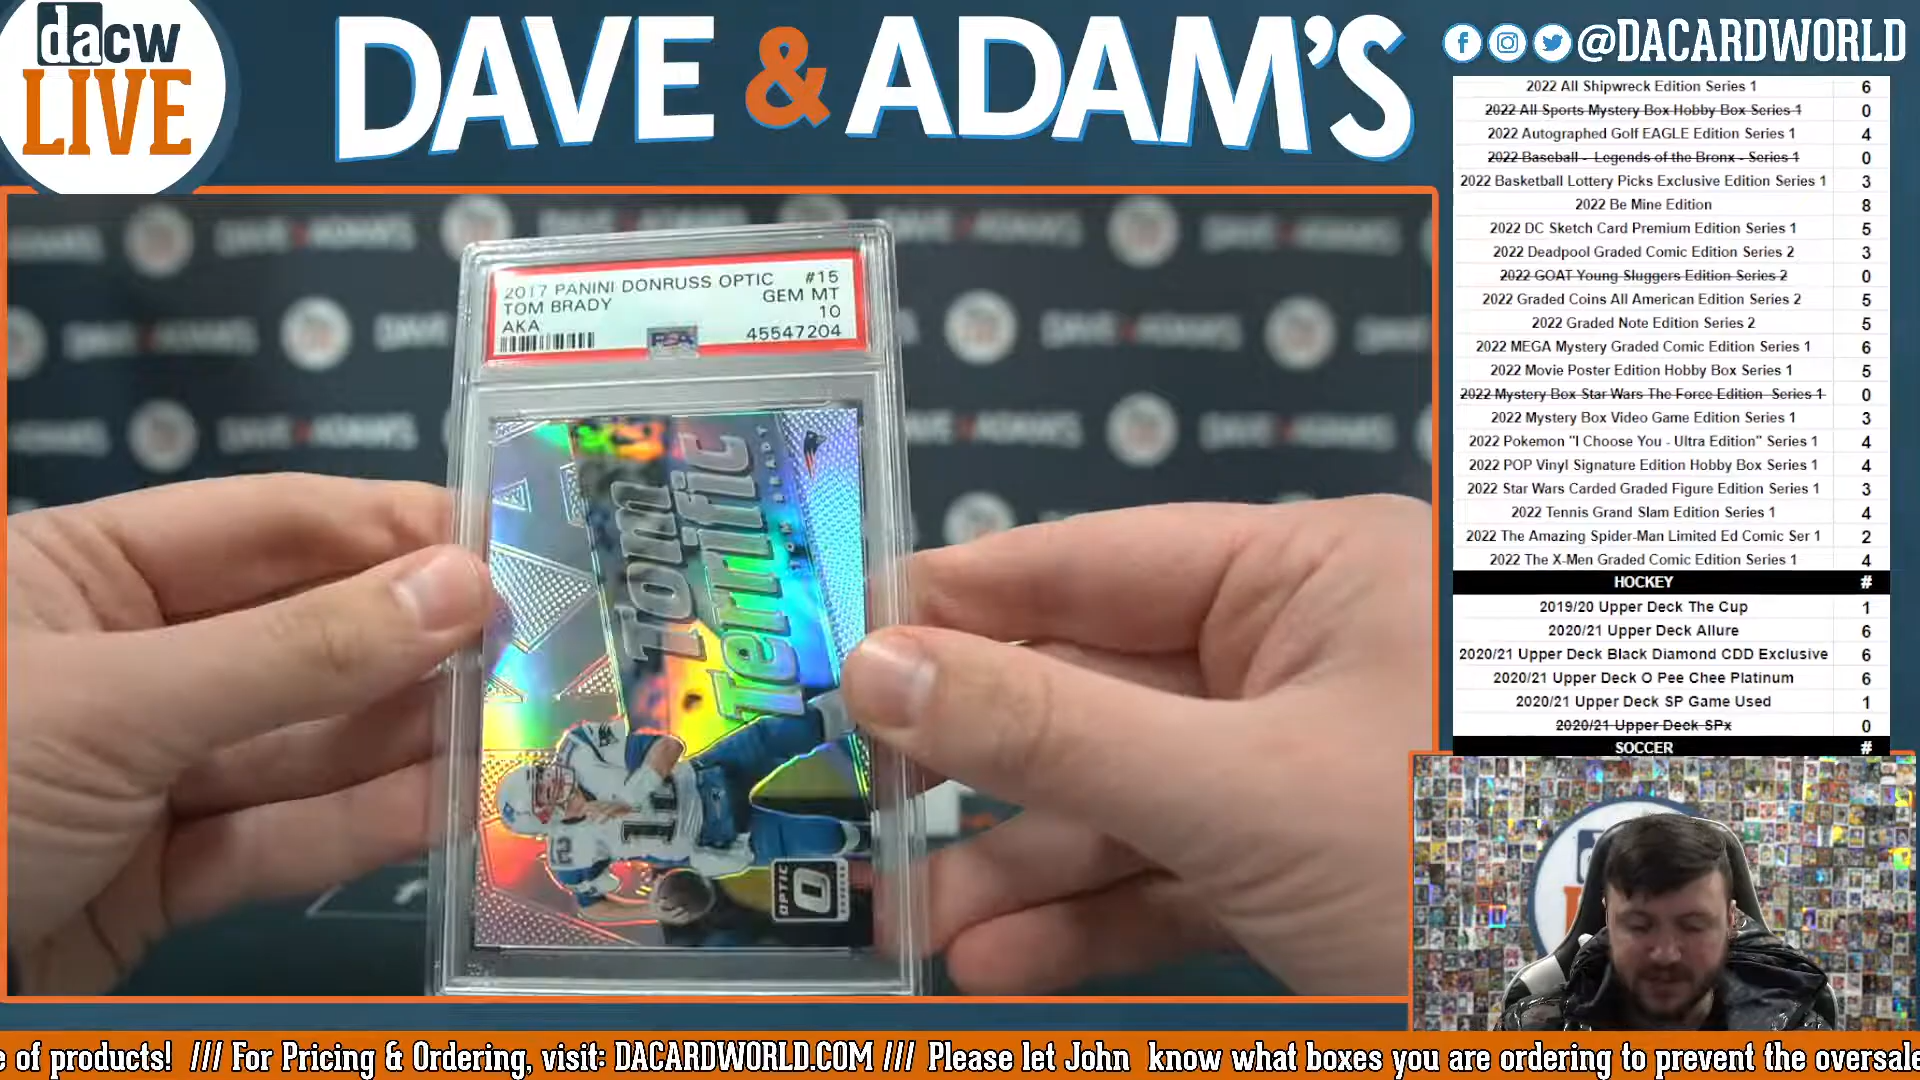 dacw
LIVE
DAVE & ADAM'S
@DACARDWORLD
2022 All Shipwreck Edition Series 1 6
2022 All Sports Mystery Box Hobby Box Series 1 0
2022 Autographed Golf EAGLE Edition Series 1 4
2022 Baseball - Legends of the Bronx - Series 1 0
2022 Basketball Lottery Picks Exclusive Edition Series 1 3
2022 Be Mine Edition 8
2022 DC Sketch Card Premium Edition Series 1 5
2022 Deadpool Graded Comic Edition Series 2 3
2022 GOAT Young Sluggers Edition Series 2 0
2022 Graded Coins All American Edition Series 2 5
2022 Graded Note Edition Series 2 5
2022 MEGA Mystery Graded Comic Edition Series 1 6
2022 Movie Poster Edition Hobby Box Series 1 5
2022 Mystery Box Star Wars The Force Edition Series 1 0
2022 Mystery Box Video Game Edition Series 1 3
2022 Pokemon "I Choose You - Ultra Edition" Series 1 4
2022 POP Vinyl Signature Edition Hobby Box Series 1 4
2022 Star Wars Carded Graded Figure Edition Series 1 3
2022 Tennis Grand Slam Edition Series 1 4
2022 The Amazing Spider-Man Limited Ed Comic Ser 1 2
2022 The X-Men Graded Comic Edition Series 1 4
HOCKEY #
2019/20 Upper Deck The Cup 1
2020/21 Upper Deck Allure 6
2020/21 Upper Deck Black Diamond CDD Exclusive 6
2020/21 Upper Deck O Pee Chee Platinum 6
2020/21 Upper Deck SP Game Used 1
2020/21 Upper Deck SPx 0
SOCCER #
2017 PANINI DONRUSS OPTIC #15
TOM BRADY GEM MT
AKA 10
PSA 45547204
Tom
Terrific
TOM BRADY
12
OPTIC
DAVE & ADAM'S
e of products! /// For Pricing & Ordering, visit: DACARDWORLD.COM /// Please let John know what boxes you are ordering to prevent the oversale